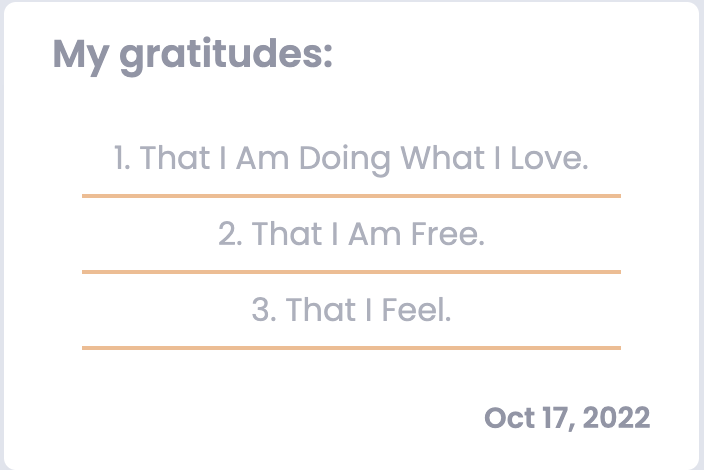 My gratitudes:
1. That I Am Doing What I Love.
2. That I Am Free.
3. That I Feel.
Oct 17, 2022